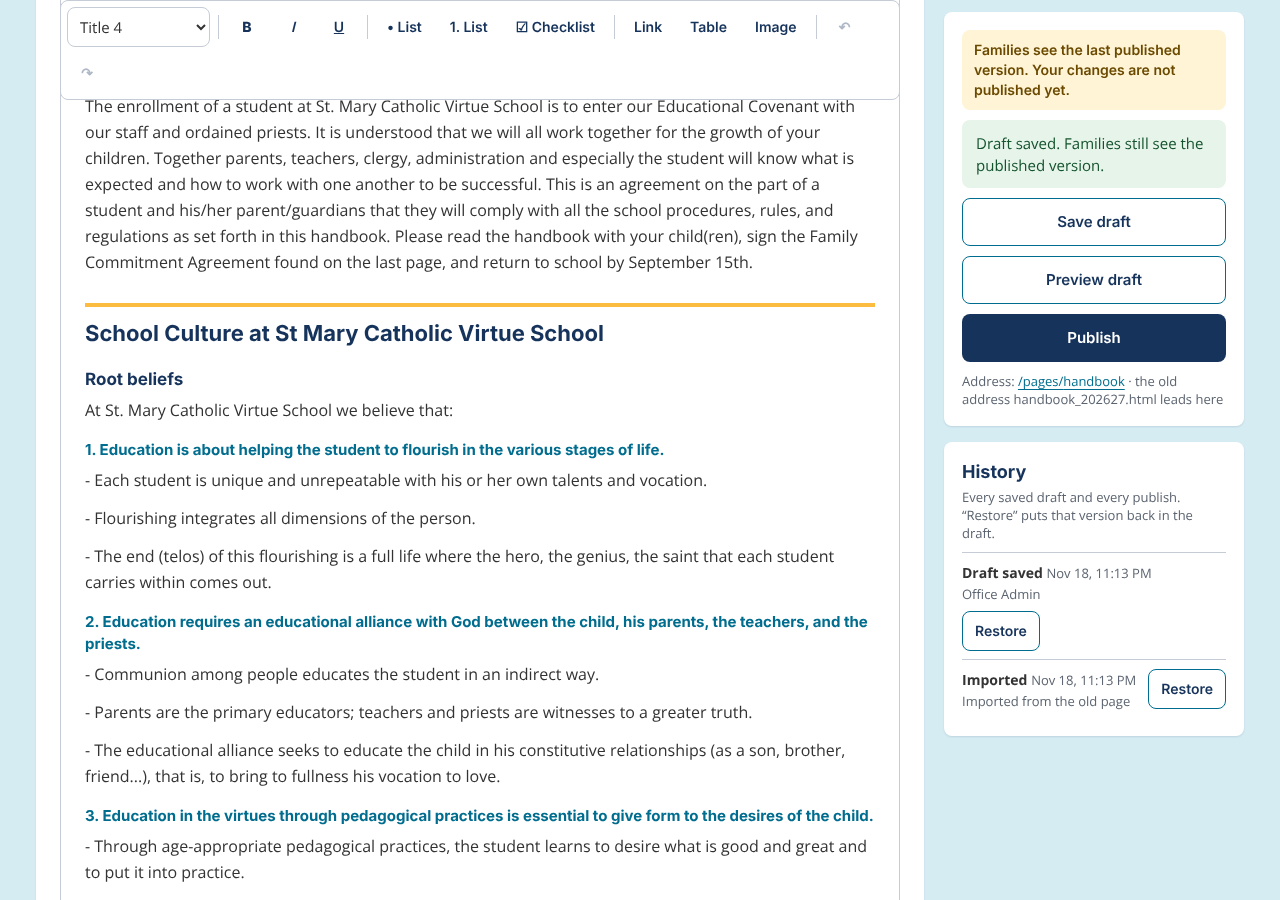 Title 4
B
I
U
• List
1. List
☑ Checklist
Link
Table
Image
↶
↷
The enrollment of a student at St. Mary Catholic Virtue School is to enter our Educational Covenant with
our staff and ordained priests. It is understood that we will all work together for the growth of your
children. Together parents, teachers, clergy, administration and especially the student will know what is
expected and how to work with one another to be successful. This is an agreement on the part of a
student and his/her parent/guardians that they will comply with all the school procedures, rules, and
regulations as set forth in this handbook. Please read the handbook with your child(ren), sign the Family
Commitment Agreement found on the last page, and return to school by September 15th.
School Culture at St Mary Catholic Virtue School
Root beliefs
At St. Mary Catholic Virtue School we believe that:
1. Education is about helping the student to flourish in the various stages of life.
- Each student is unique and unrepeatable with his or her own talents and vocation.
- Flourishing integrates all dimensions of the person.
- The end (telos) of this flourishing is a full life where the hero, the genius, the saint that each student
carries within comes out.
2. Education requires an educational alliance with God between the child, his parents, the teachers, and the
priests.
- Communion among people educates the student in an indirect way.
- Parents are the primary educators; teachers and priests are witnesses to a greater truth.
- The educational alliance seeks to educate the child in his constitutive relationships (as a son, brother,
friend...), that is, to bring to fullness his vocation to love.
3. Education in the virtues through pedagogical practices is essential to give form to the desires of the child.
- Through age-appropriate pedagogical practices, the student learns to desire what is good and great and
to put it into practice.
Families see the last published
version. Your changes are not
published yet.
Draft saved. Families still see the
published version.
Save draft
Preview draft
Publish
Address: /pages/handbook · the old
address handbook_202627.html leads here
History
Every saved draft and every publish.
“Restore” puts that version back in the
draft.
Draft saved Nov 18, 11:13 PM
Office Admin
Restore
Imported Nov 18, 11:13 PM
Imported from the old page
Restore